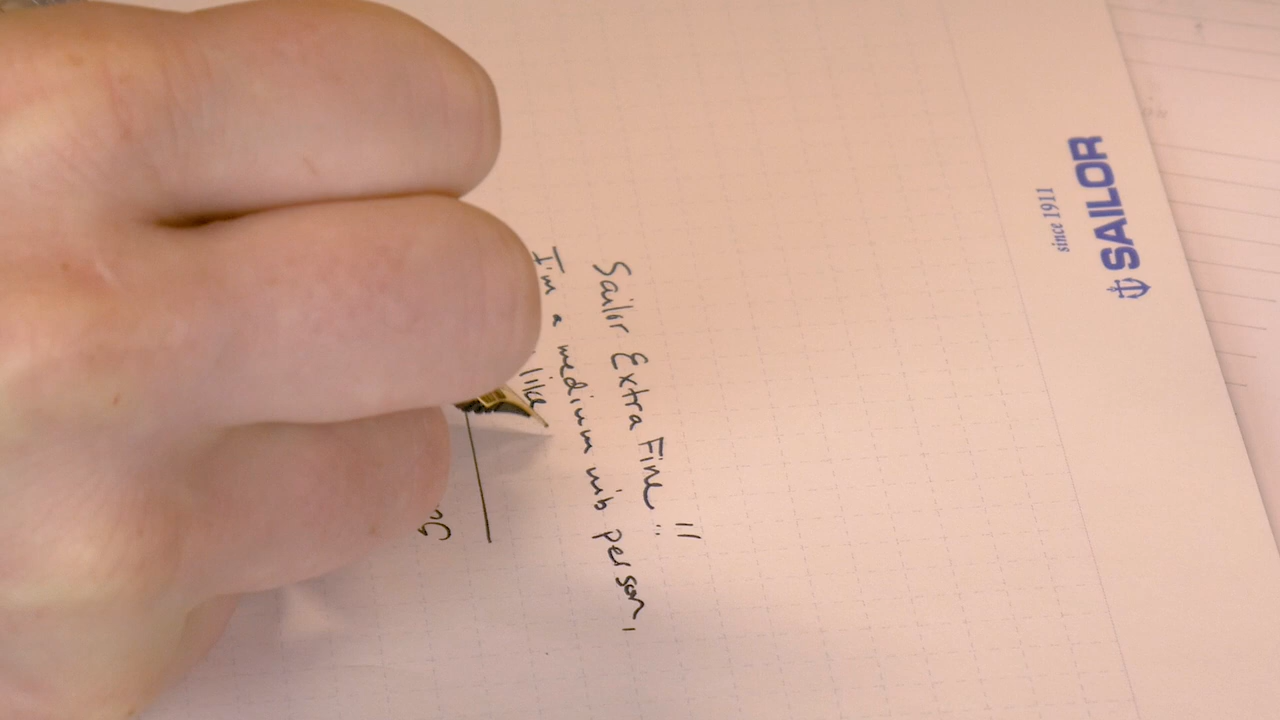 SAILOR
since 1911
Sailor Extra Fine!!
I'm a medium nib person,
like